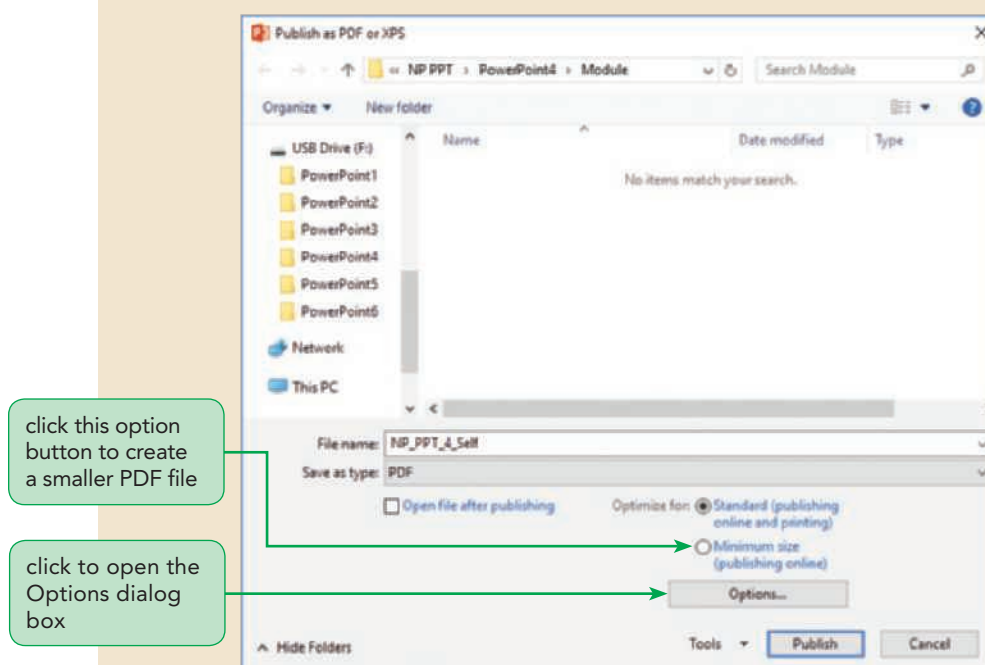 Publish as PDF or XPS
« NP PPT › PowerPoint4 › Module
Search Module
Organize
New folder
Name
Date modified
Type
USB Drive (F:)
No items match your search.
PowerPoint1
PowerPoint2
PowerPoint3
PowerPoint4
PowerPoint5
PowerPoint6
Network
This PC
click this option
button to create
a smaller PDF file
File name: NP_PPT_4_Self
Save as type: PDF
Open file after publishing
Optimize for: Standard (publishing
online and printing)
Minimum size
(publishing online)
click to open the
Options dialog
box
Options...
Hide Folders
Tools
Publish
Cancel